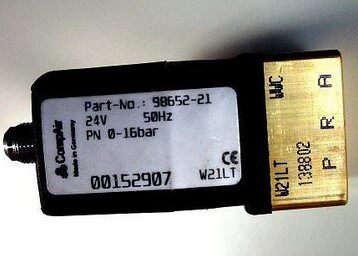 CompAir
Made in Germany
Part-No.: 98652-21
24V 50Hz
PN 0-16bar
CE
00152907 W21LT
W21LT WWC
138802
P R A